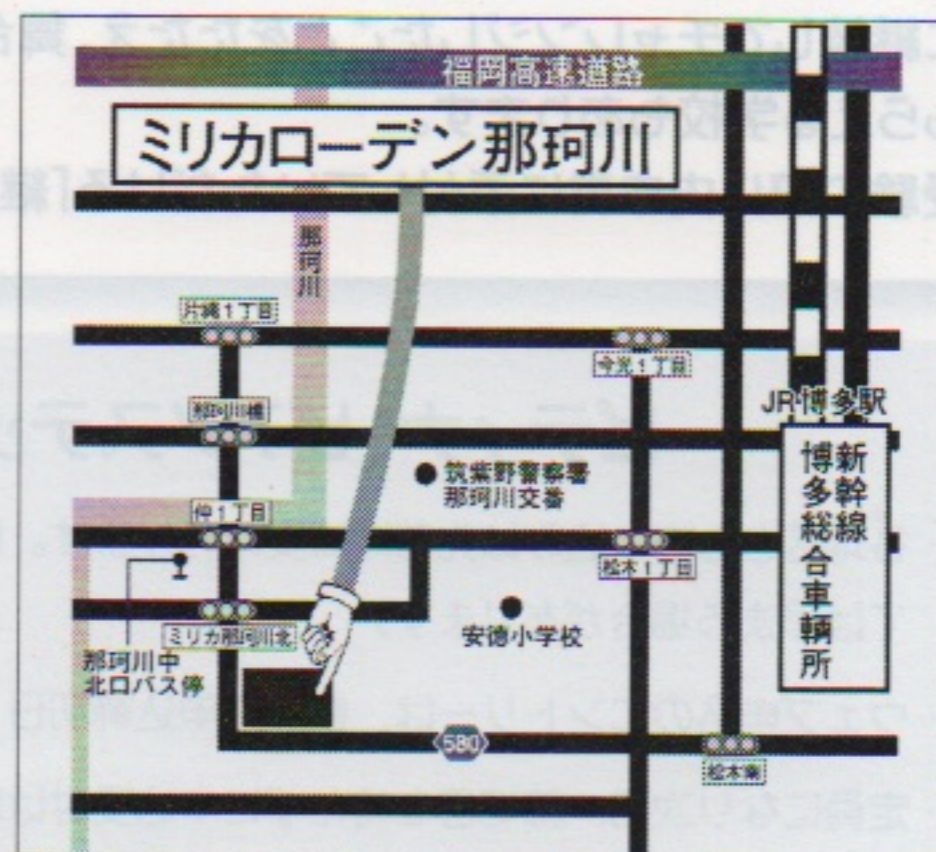 福岡高速道路
ミリカローデン那珂川
那珂川
片縄1丁目
今光1丁目
那珂川橋
JR博多駅
新幹線
博多総合車輌所
筑紫野警察署
那珂川交番
仲1丁目
松木1丁目
安徳小学校
ミリカ那珂川北
那珂川中
北口バス停
580
松木南